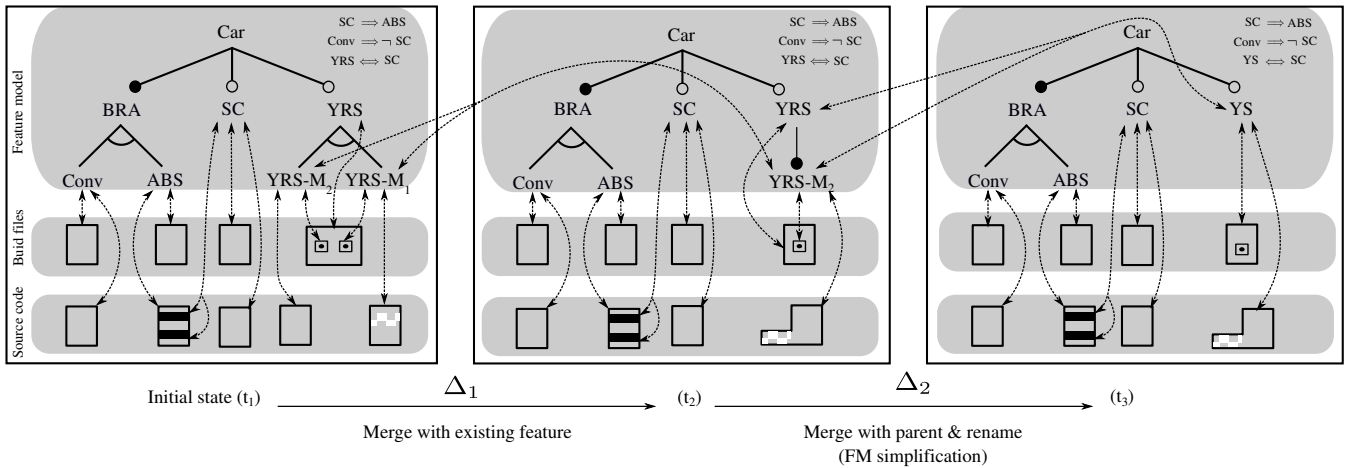 Feature model
Buid files
Source code
Car
SC ⟹ ABS
Conv ⟹ ¬ SC
YRS ⟺ SC
BRA
SC
YRS
Conv
ABS
YRS-M2
YRS-M1
Car
SC ⟹ ABS
Conv ⟹ ¬ SC
YRS ⟺ SC
BRA
SC
YRS
Conv
ABS
YRS-M2
Car
SC ⟹ ABS
Conv ⟹ ¬ SC
YS ⟺ SC
BRA
SC
YS
Conv
ABS
Initial state (t1)
Δ1
Merge with existing feature
(t2)
Δ2
Merge with parent & rename
(FM simplification)
(t3)